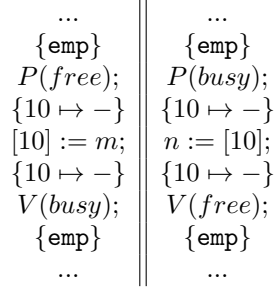 ... ...
{emp} {emp}
P(free); P(busy);
{10 ↦ −} {10 ↦ −}
[10] := m; n := [10];
{10 ↦ −} {10 ↦ −}
V(busy); V(free);
{emp} {emp}
... ...